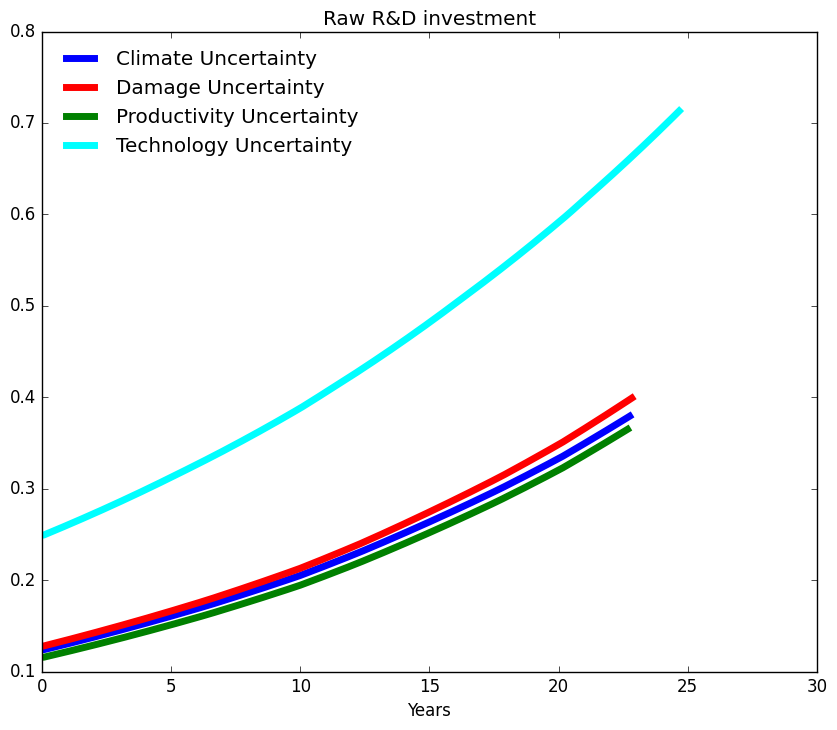 Raw R&D investment
0.8
0.7
0.6
0.5
0.4
0.3
0.2
0.1
Climate Uncertainty
Damage Uncertainty
Productivity Uncertainty
Technology Uncertainty
0 5 10 15 20 25 30
Years